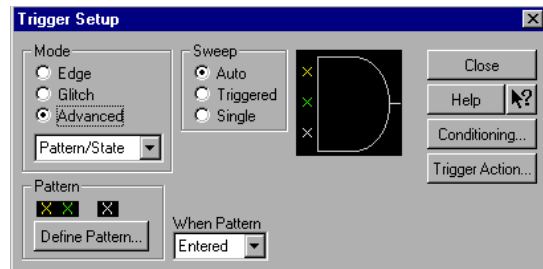 Trigger Setup
Mode
Edge
Glitch
Advanced
Pattern/State
Sweep
Auto
Triggered
Single
X
X
X
Close
Help
?
Conditioning...
Trigger Action...
Pattern
X X X
Define Pattern...
When Pattern
Entered